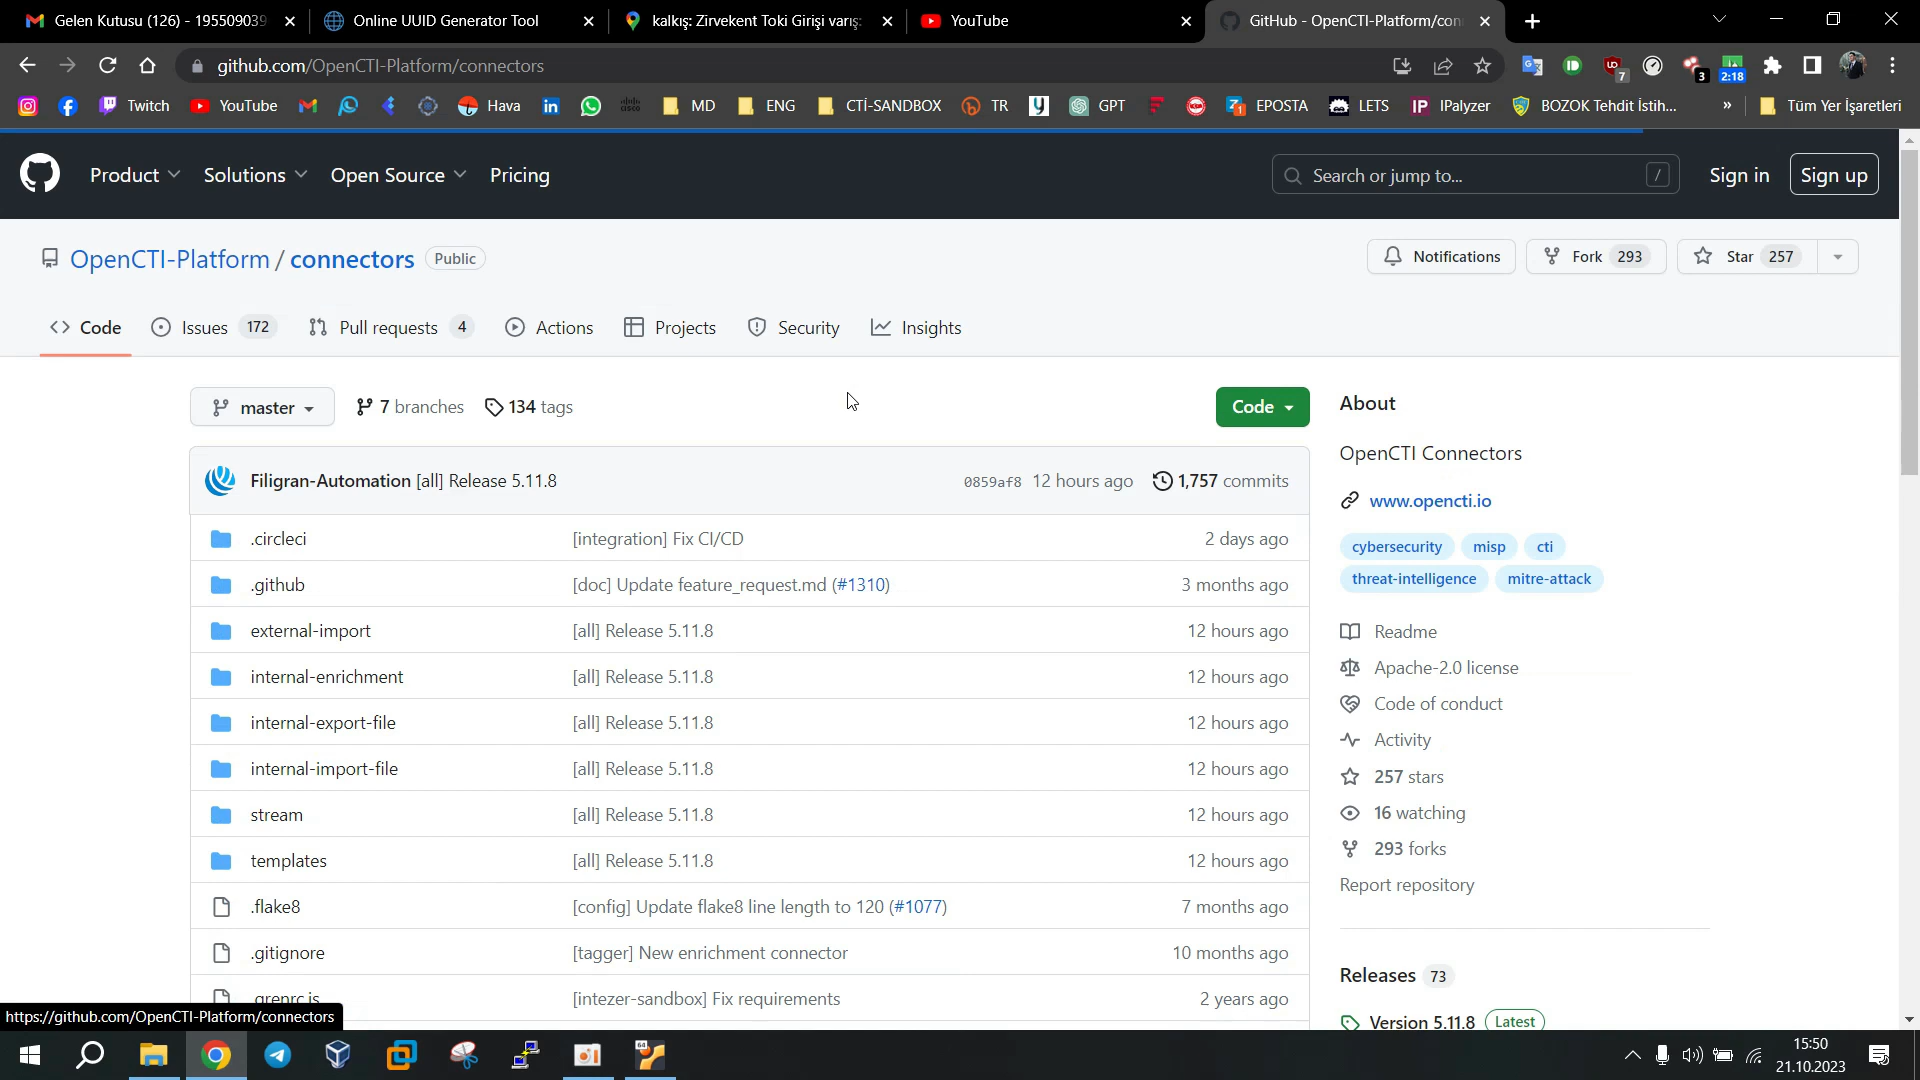 Gelen Kutusu (126) - 195509039
Online UUID Generator Tool
kalkış: Zirvekent Toki Girişi varış:
YouTube
GitHub - OpenCTI-Platform/con
github.com/OpenCTI-Platform/connectors
7
3
2:18
Twitch
YouTube
Hava
MD
ENG
CTİ-SANDBOX
TR
GPT
EPOSTA
LETS
IPalyzer
BOZOK Tehdit İstih...
»
Tüm Yer İşaretleri
Product
Solutions
Open Source
Pricing
Search or jump to...
/
Sign in
Sign up
OpenCTI-Platform / connectors
Public
Notifications
Fork 293
Star 257
Code
Issues 172
Pull requests 4
Actions
Projects
Security
Insights
master
7 branches
134 tags
Code
Filigran-Automation [all] Release 5.11.8
0859af8 12 hours ago
1,757 commits
.circleci [integration] Fix CI/CD 2 days ago
.github [doc] Update feature_request.md (#1310) 3 months ago
external-import [all] Release 5.11.8 12 hours ago
internal-enrichment [all] Release 5.11.8 12 hours ago
internal-export-file [all] Release 5.11.8 12 hours ago
internal-import-file [all] Release 5.11.8 12 hours ago
stream [all] Release 5.11.8 12 hours ago
templates [all] Release 5.11.8 12 hours ago
.flake8 [config] Update flake8 line length to 120 (#1077) 7 months ago
.gitignore [tagger] New enrichment connector 10 months ago
.grenrc.js [intezer-sandbox] Fix requirements 2 years ago
About
OpenCTI Connectors
www.opencti.io
cybersecurity misp cti
threat-intelligence mitre-attack
Readme
Apache-2.0 license
Code of conduct
Activity
257 stars
16 watching
293 forks
Report repository
Releases 73
Version 5.11.8 Latest
https://github.com/OpenCTI-Platform/connectors
15:50
21.10.2023